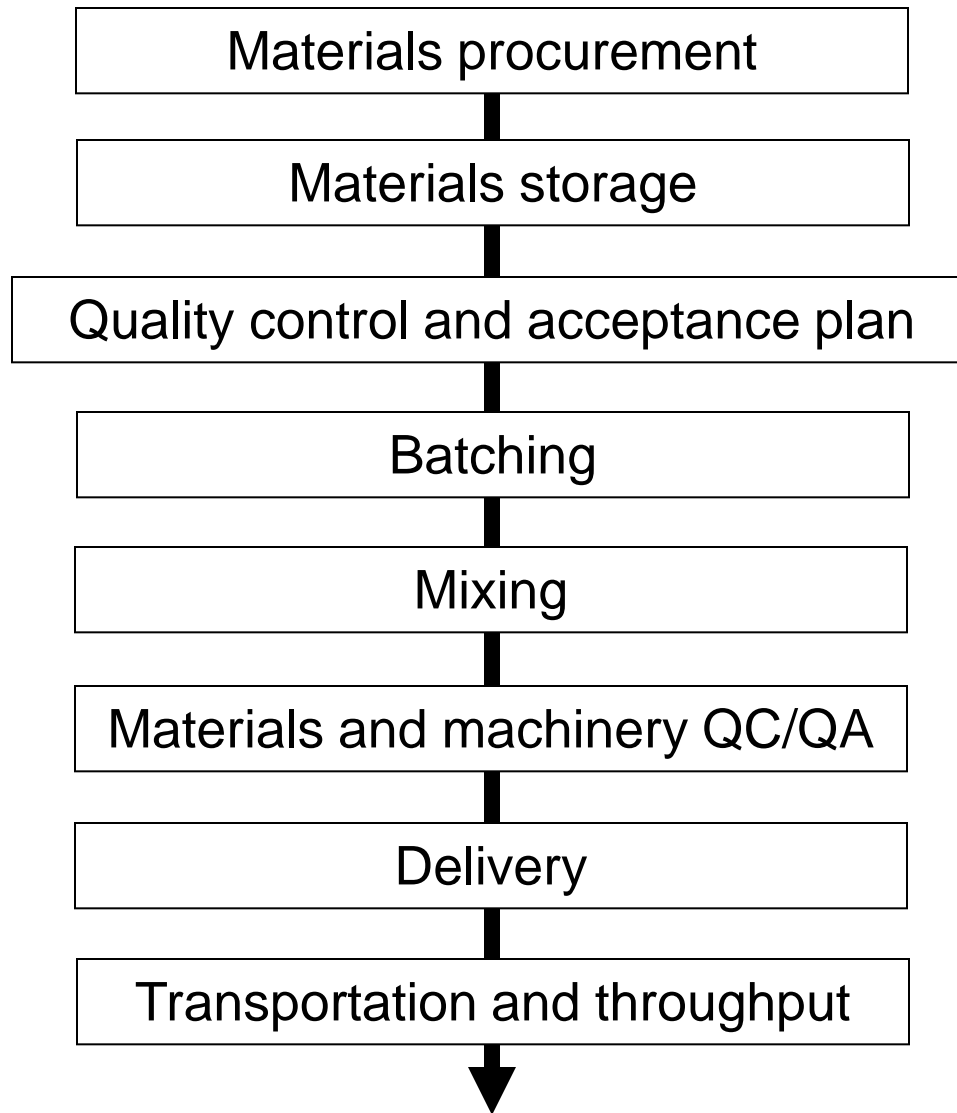 Materials procurement
Materials storage
Quality control and acceptance plan
Batching
Mixing
Materials and machinery QC/QA
Delivery
Transportation and throughput